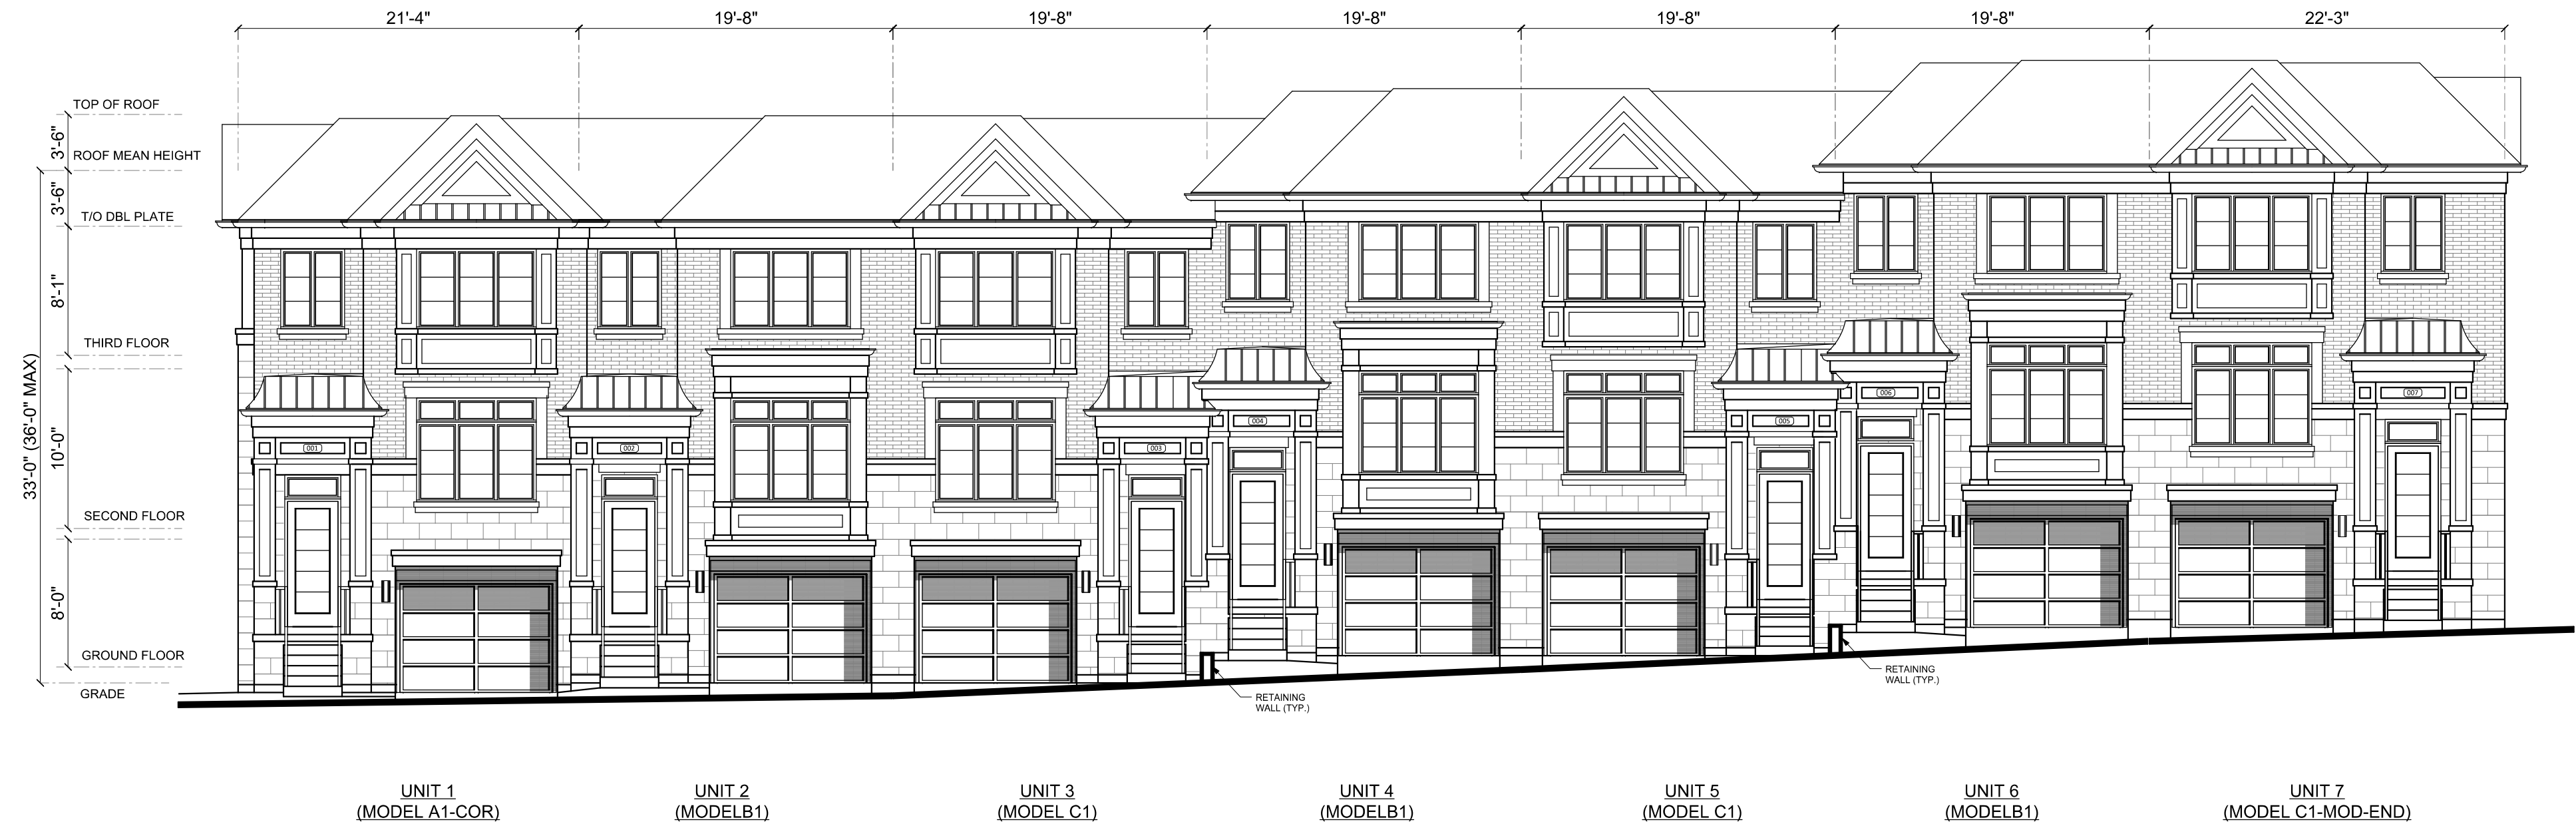 21'-4" 19'-8" 19'-8" 19'-8" 19'-8" 19'-8" 22'-3"
TOP OF ROOF
3'-6"
ROOF MEAN HEIGHT
3'-6"
T/O DBL PLATE
8'-1"
THIRD FLOOR
33'-0" (36'-0" MAX)
10'-0"
SECOND FLOOR
8'-0"
GROUND FLOOR
GRADE
001
002
003
004
005
006
007
RETAINING
WALL (TYP.)
RETAINING
WALL (TYP.)
UNIT 1
(MODEL A1-COR)
UNIT 2
(MODELB1)
UNIT 3
(MODEL C1)
UNIT 4
(MODELB1)
UNIT 5
(MODEL C1)
UNIT 6
(MODELB1)
UNIT 7
(MODEL C1-MOD-END)